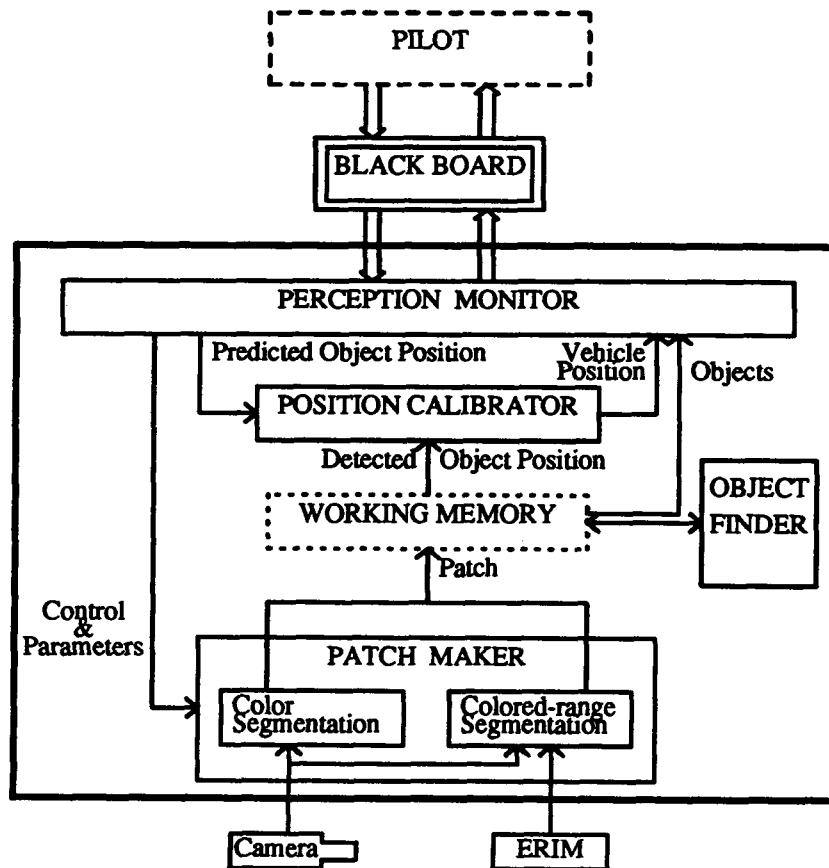 PILOT
BLACK BOARD
PERCEPTION MONITOR
Predicted Object Position
Vehicle
Position
Objects
POSITION CALIBRATOR
Detected Object Position
OBJECT
FINDER
WORKING MEMORY
Patch
Control
&
Parameters
PATCH MAKER
Color
Segmentation
Colored-range
Segmentation
Camera
ERIM